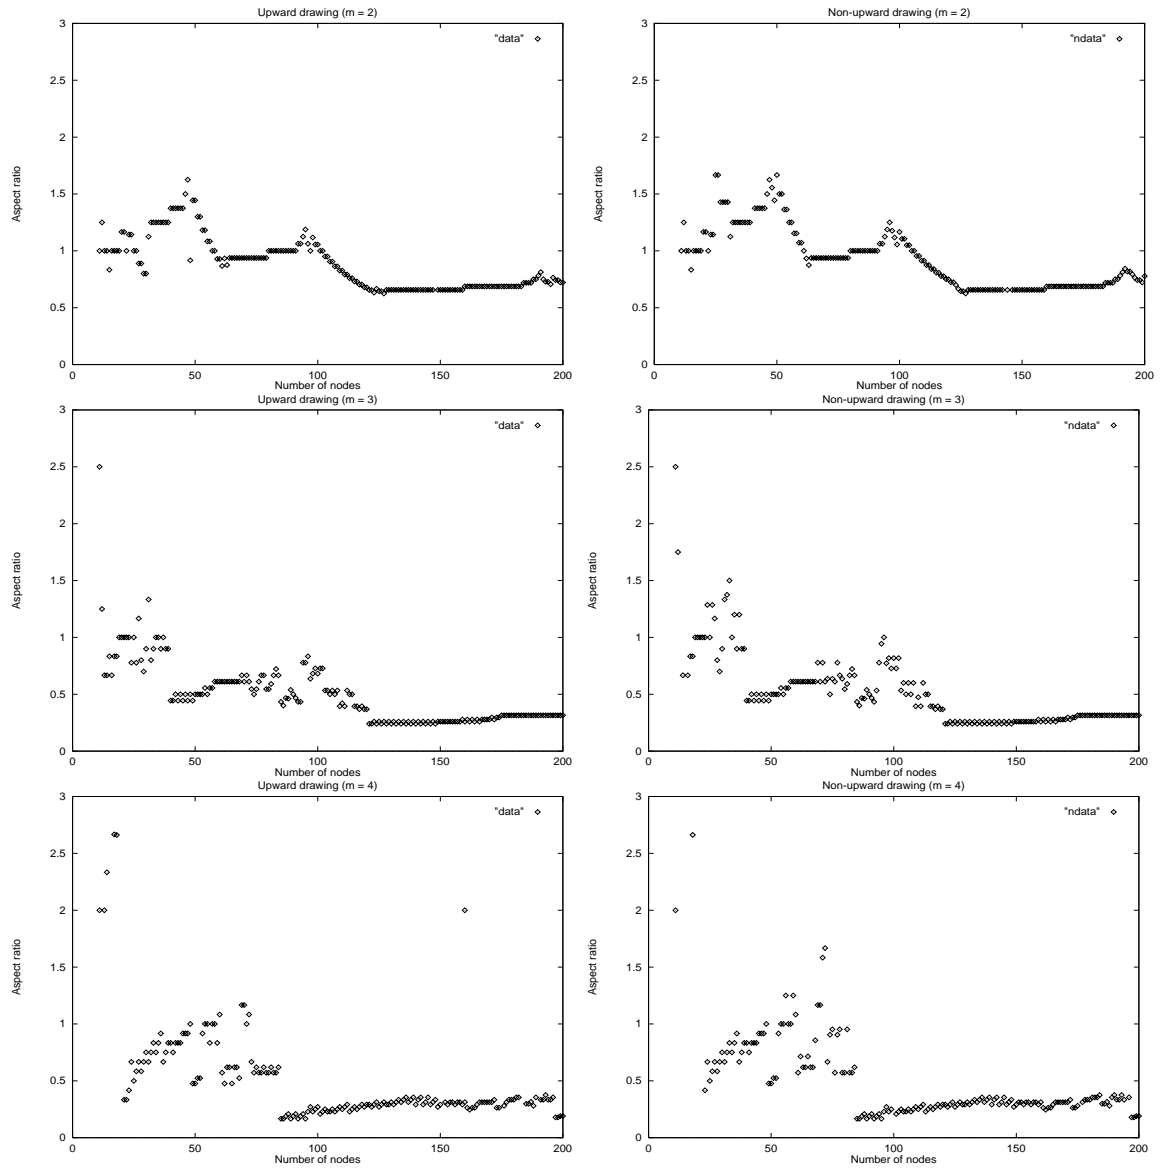 Upward drawing (m = 2)
3
"data"
2.5
2
Aspect ratio
1.5
1
0.5
0
0 50 100 150 200
Number of nodes
Non-upward drawing (m = 2)
3
"ndata"
2.5
2
Aspect ratio
1.5
1
0.5
0
0 50 100 150 200
Number of nodes
Upward drawing (m = 3)
3
"data"
2.5
2
Aspect ratio
1.5
1
0.5
0
0 50 100 150 200
Number of nodes
Non-upward drawing (m = 3)
3
"ndata"
2.5
2
Aspect ratio
1.5
1
0.5
0
0 50 100 150 200
Number of nodes
Upward drawing (m = 4)
3
"data"
2.5
2
Aspect ratio
1.5
1
0.5
0
0 50 100 150 200
Number of nodes
Non-upward drawing (m = 4)
3
"ndata"
2.5
2
Aspect ratio
1.5
1
0.5
0
0 50 100 150 200
Number of nodes